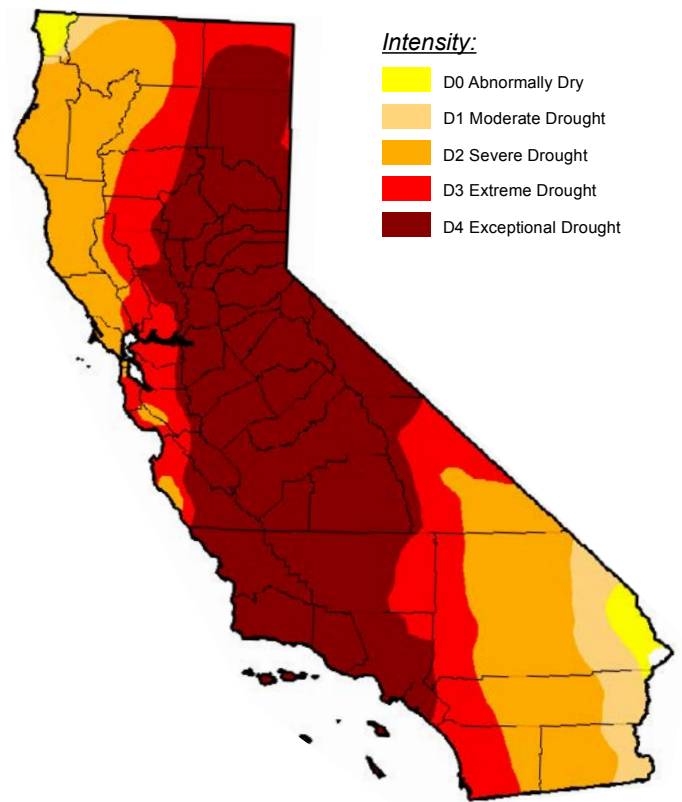 Intensity:
D0 Abnormally Dry
D1 Moderate Drought
D2 Severe Drought
D3 Extreme Drought
D4 Exceptional Drought